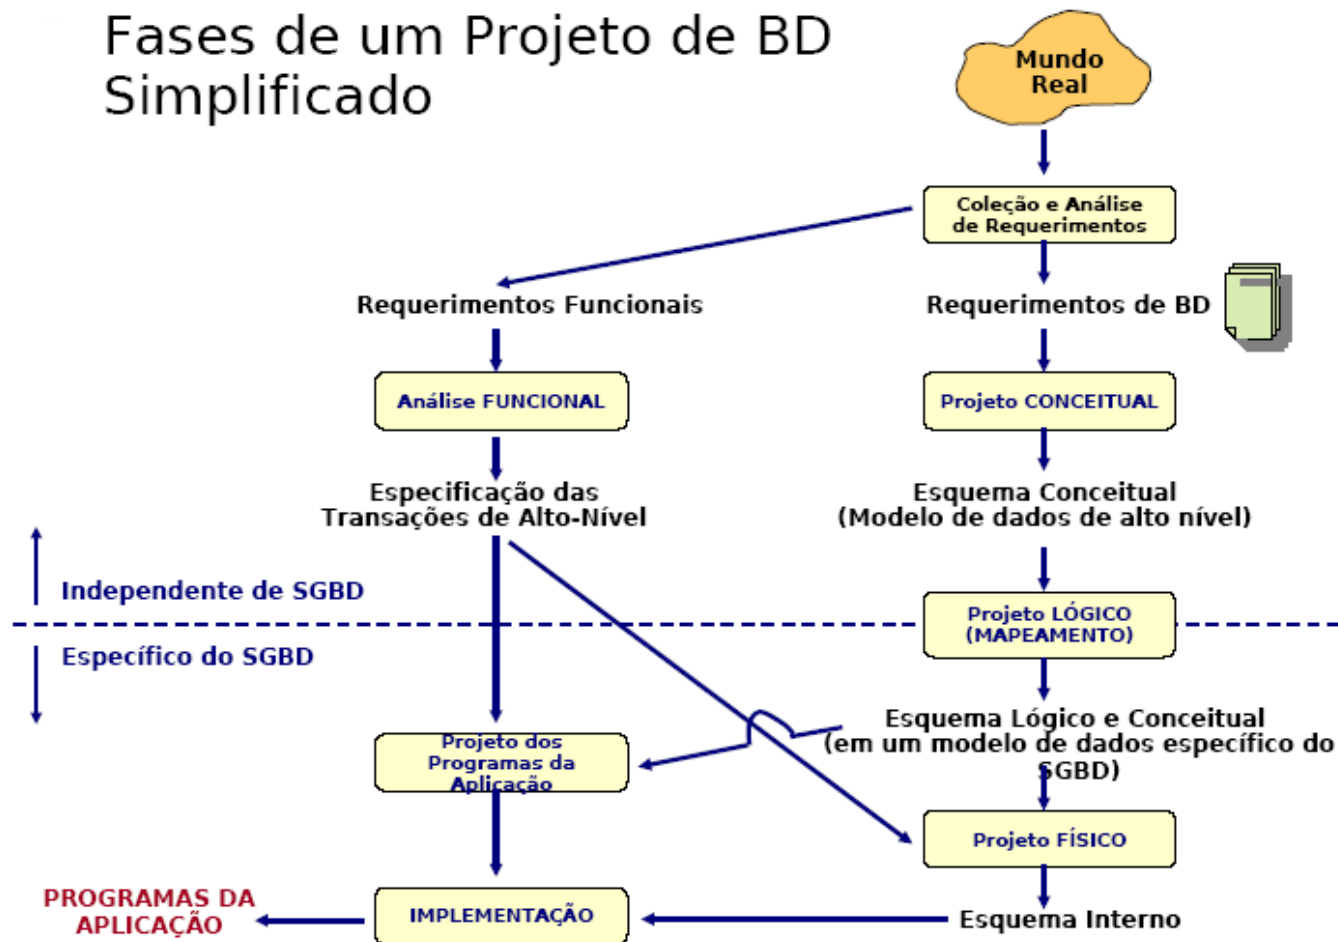 Fases de um Projeto de BD
Simplificado
Mundo
Real
Coleção e Análise
de Requerimentos
Requerimentos Funcionais
Requerimentos de BD
Análise FUNCIONAL
Projeto CONCEITUAL
Especificação das
Transações de Alto-Nível
Esquema Conceitual
(Modelo de dados de alto nível)
Independente de SGBD
Projeto LÓGICO
(MAPEAMENTO)
Específico do SGBD
Esquema Lógico e Conceitual
(em um modelo de dados específico do
SGBD)
Projeto dos
Programas da
Aplicação
Projeto FÍSICO
PROGRAMAS DA
APLICAÇÃO
IMPLEMENTAÇÃO
Esquema Interno